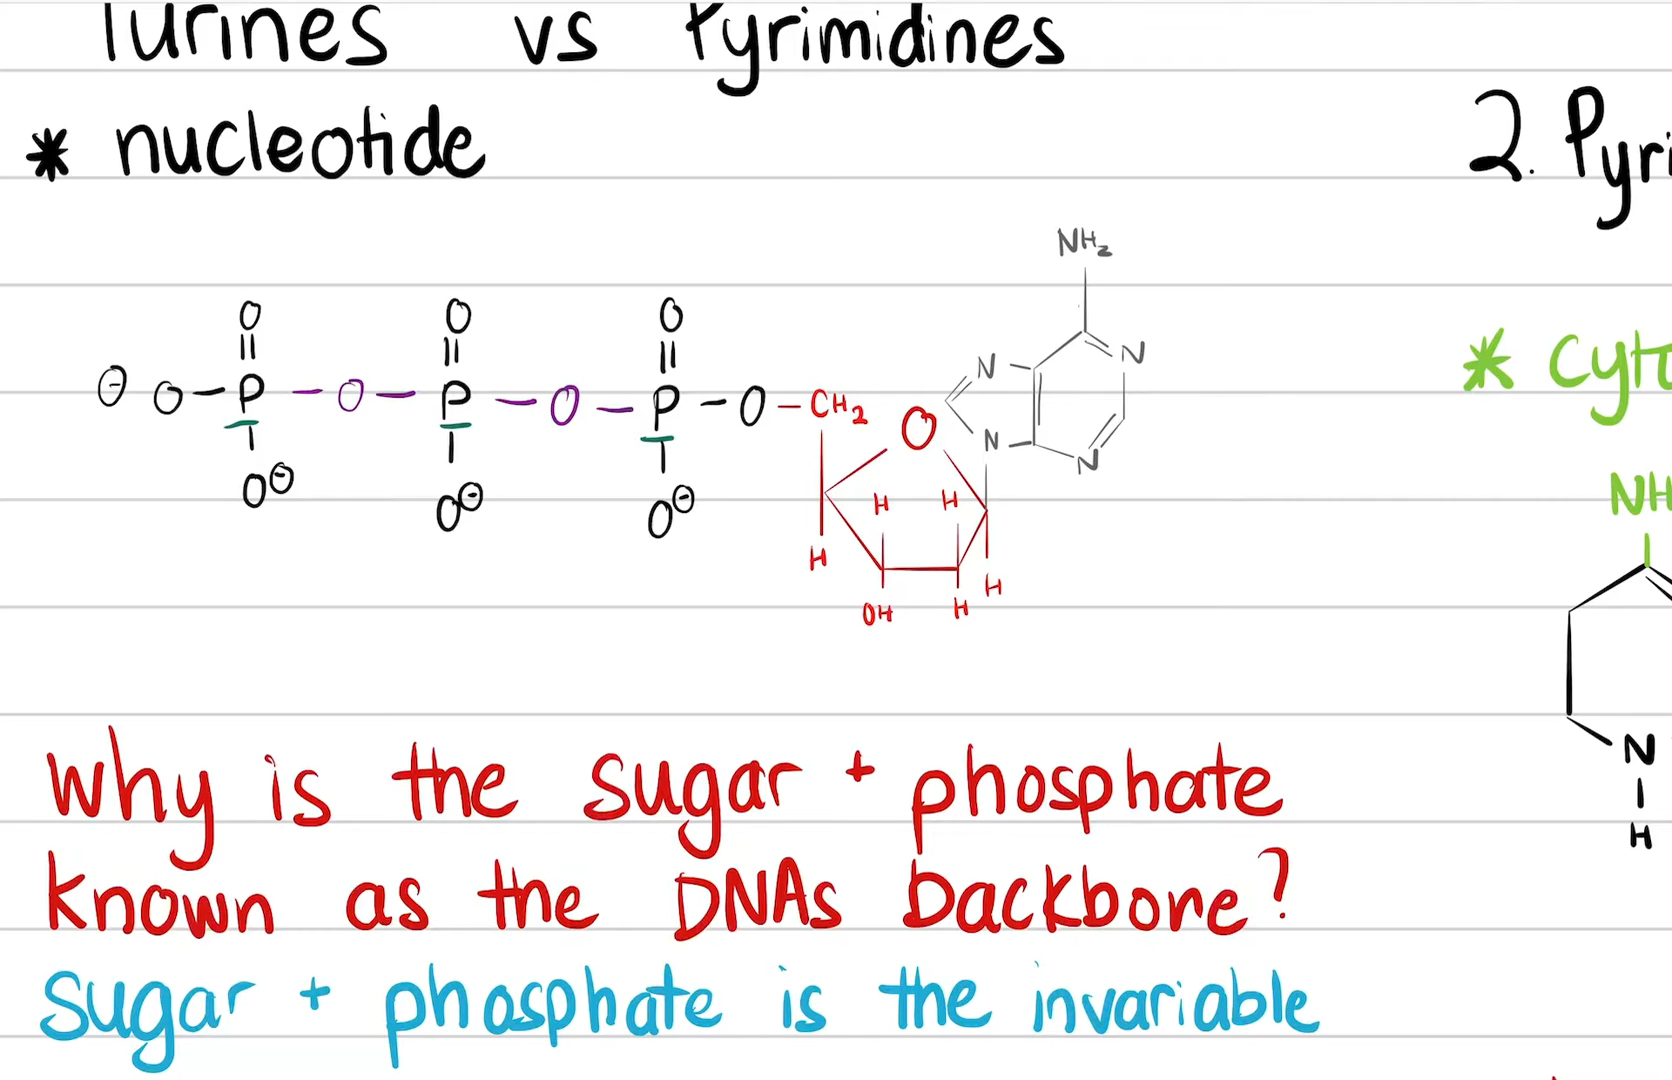 Purines vs Pyrimidines
* nucleotide
2. Pyri
NH2
O O O
⊖ O-P-O-P-O-P-O-CH2 O
N N
N N
O⊖ O⊖ O⊖
H H
H OH H H
* Cyto
NH
N
H
Why is the sugar + phosphate
known as the DNAs backbone?
Sugar + phosphate is the invariable